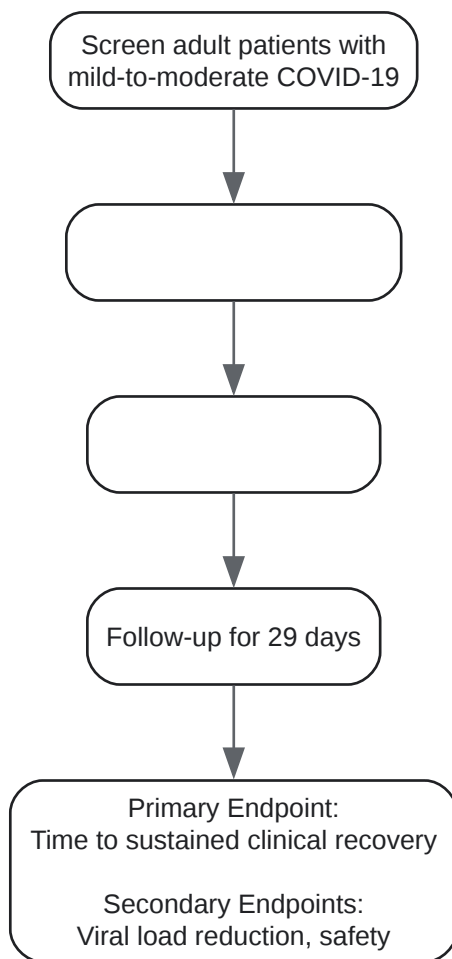 Screen adult patients with
mild-to-moderate COVID-19
Follow-up for 29 days
Primary Endpoint:
Time to sustained clinical recovery
Secondary Endpoints:
Viral load reduction, safety